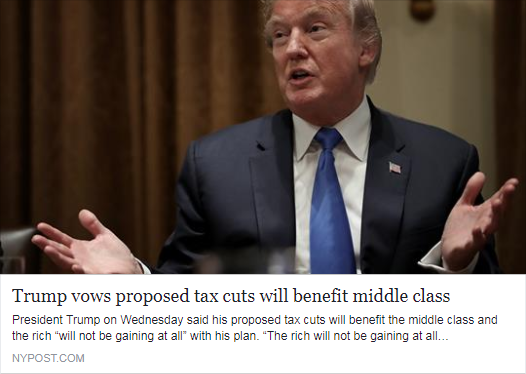 Trump vows proposed tax cuts will benefit middle class
President Trump on Wednesday said his proposed tax cuts will benefit the middle class and
the rich “will not be gaining at all” with his plan. “The rich will not be gaining at all...
NYPOST.COM